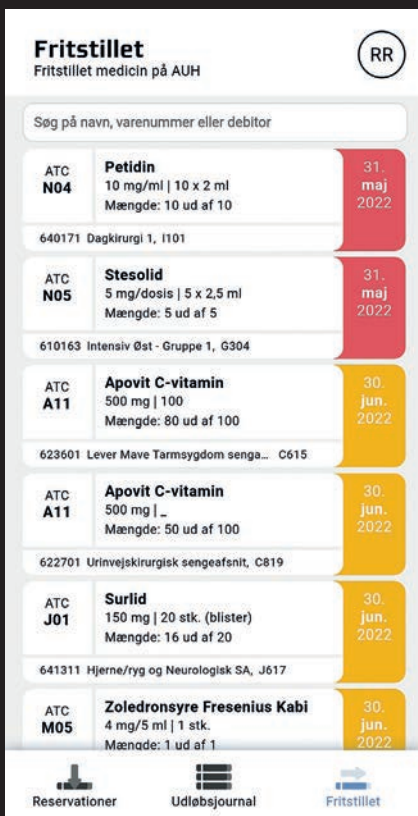 Fritstillet
Fritstillet medicin på AUH
RR
Søg på navn, varenummer eller debitor
ATC
N04
Petidin
10 mg/ml | 10 x 2 ml
Mængde: 10 ud af 10
31.
maj
2022
640171 Dagkirurgi 1, I101
ATC
N05
Stesolid
5 mg/dosis | 5 x 2,5 ml
Mængde: 5 ud af 5
31.
maj
2022
610163 Intensiv Øst - Gruppe 1, G304
ATC
A11
Apovit C-vitamin
500 mg | 100
Mængde: 80 ud af 100
30.
jun.
2022
623601 Lever Mave Tarmsygdom senga... C615
ATC
A11
Apovit C-vitamin
500 mg | _
Mængde: 50 ud af 100
30.
jun.
2022
622701 Urinvejskirurgisk sengeafsnit, C819
ATC
J01
Surlid
150 mg | 20 stk. (blister)
Mængde: 16 ud af 20
30.
jun.
2022
641311 Hjerne/ryg og Neurologisk SA, J617
ATC
M05
Zoledronsyre Fresenius Kabi
4 mg/5 ml | 1 stk.
Mængde: 1 ud af 1
30.
jun.
2022
Reservationer
Udløbsjournal
Fritstillet